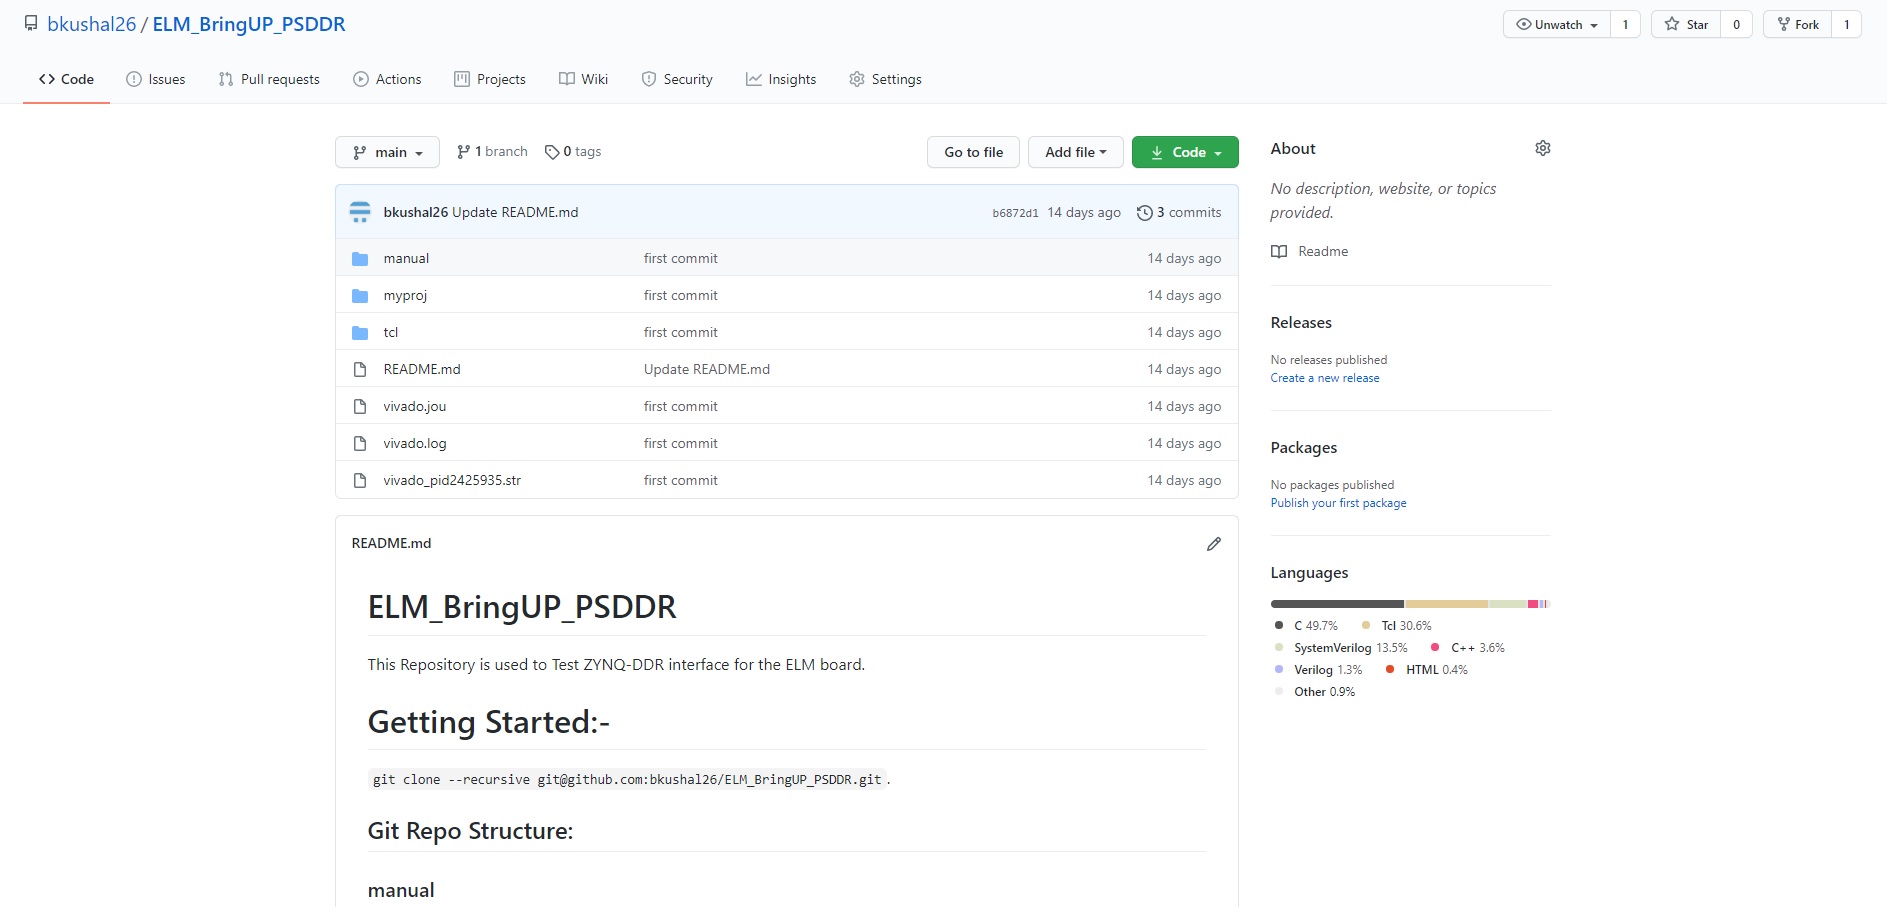 bkushal26 / ELM_BringUP_PSDDR
Unwatch 1 Star 0 Fork 1
Code Issues Pull requests Actions Projects Wiki Security Insights Settings
main 1 branch 0 tags Go to file Add file Code
bkushal26 Update README.md b6872d1 14 days ago 3 commits
manual first commit 14 days ago
myproj first commit 14 days ago
tcl first commit 14 days ago
README.md Update README.md 14 days ago
vivado.jou first commit 14 days ago
vivado.log first commit 14 days ago
vivado_pid2425935.str first commit 14 days ago
README.md
ELM_BringUP_PSDDR
This Repository is used to Test ZYNQ-DDR interface for the ELM board.
Getting Started:-
git clone --recursive git@github.com:bkushal26/ELM_BringUP_PSDDR.git.
Git Repo Structure:
manual
About
No description, website, or topics
provided.
Readme
Releases
No releases published
Create a new release
Packages
No packages published
Publish your first package
Languages
C 49.7% Tcl 30.6%
SystemVerilog 13.5% C++ 3.6%
Verilog 1.3% HTML 0.4%
Other 0.9%